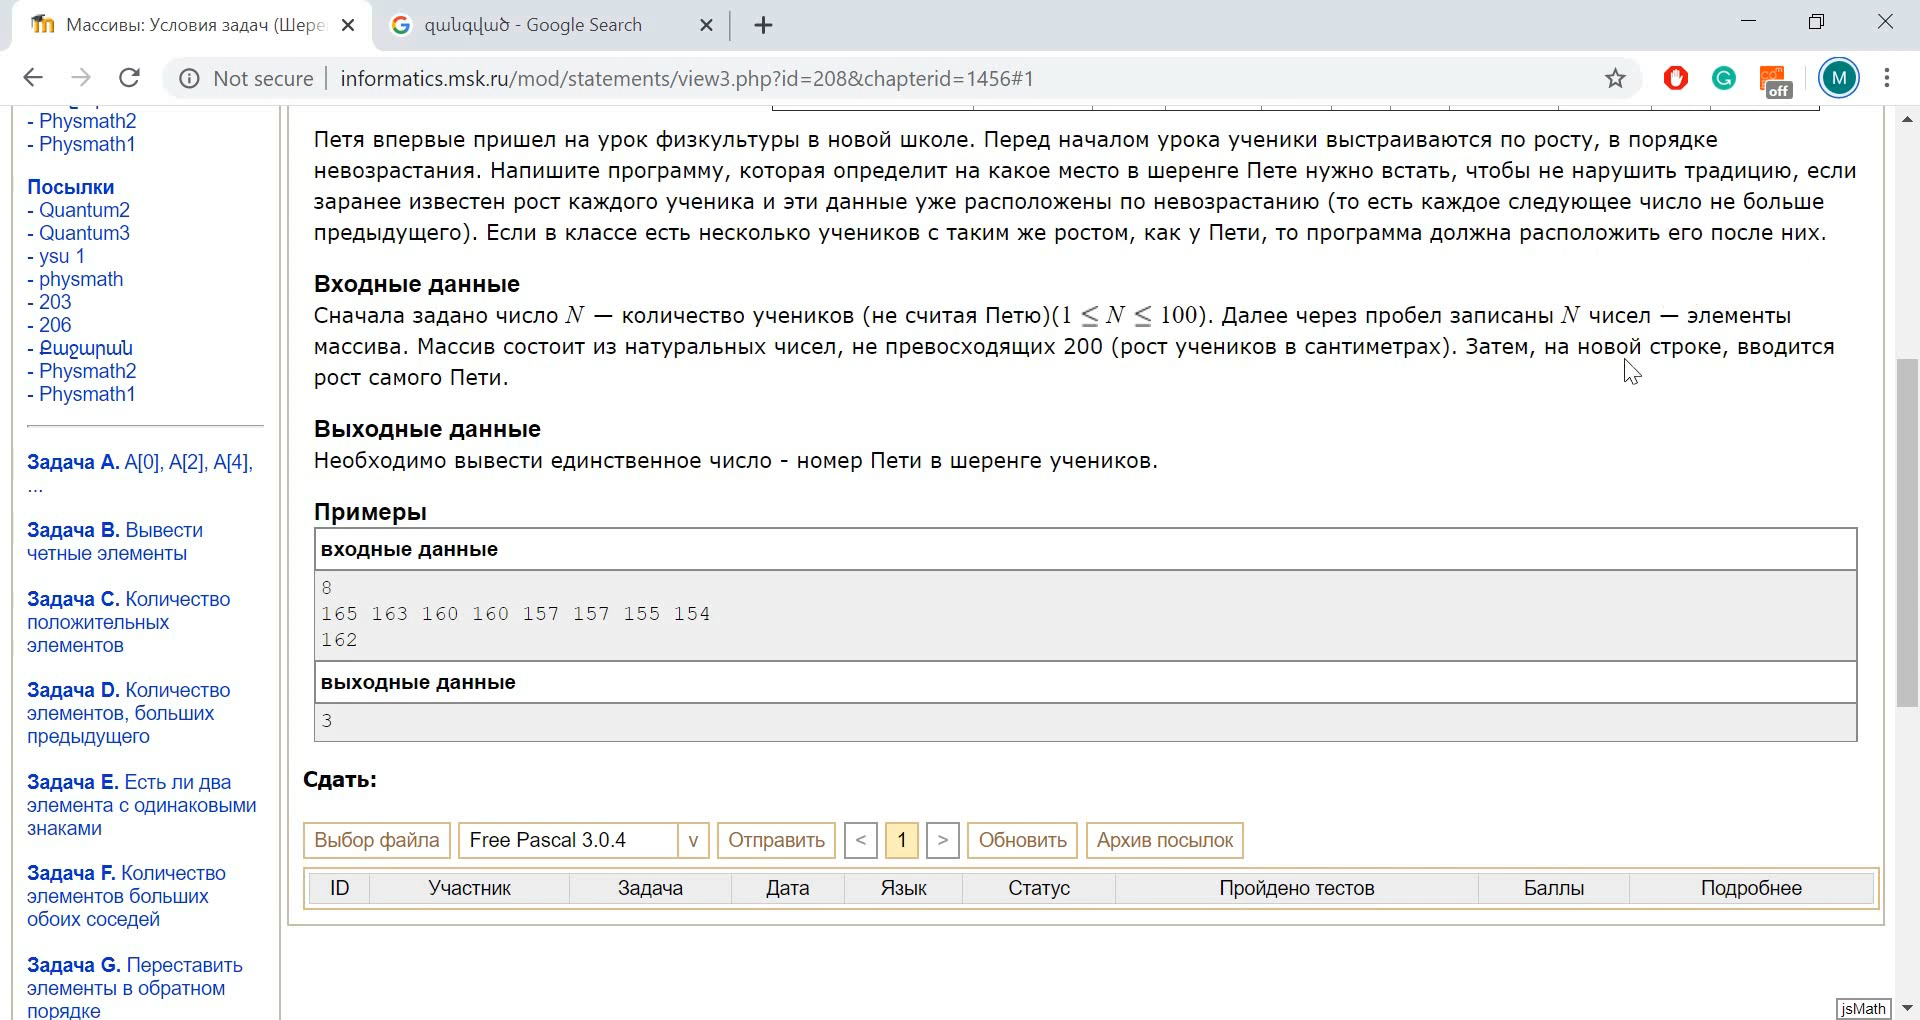 Массивы: Условия задач (Шере
զանգված - Google Search
Not secure
informatics.msk.ru/mod/statements/view3.php?id=208&chapterid=1456#1
off
M
- Physmath2
- Physmath1
Посылки
- Quantum2
- Quantum3
- ysu 1
- physmath
- 203
- 206
- Քաջարան
- Physmath2
- Physmath1
Задача A. A[0], A[2], A[4],
...
Задача B. Вывести
четные элементы
Задача C. Количество
положительных
элементов
Задача D. Количество
элементов, больших
предыдущего
Задача E. Есть ли два
элемента с одинаковыми
знаками
Задача F. Количество
элементов больших
обоих соседей
Задача G. Переставить
элементы в обратном
порядке
Петя впервые пришел на урок физкультуры в новой школе. Перед началом урока ученики выстраиваются по росту, в порядке
невозрастания. Напишите программу, которая определит на какое место в шеренге Пете нужно встать, чтобы не нарушить традицию, если
заранее известен рост каждого ученика и эти данные уже расположены по невозрастанию (то есть каждое следующее число не больше
предыдущего). Если в классе есть несколько учеников с таким же ростом, как у Пети, то программа должна расположить его после них.
Входные данные
Сначала задано число N — количество учеников (не считая Петю)(1 ≤ N ≤ 100). Далее через пробел записаны N чисел — элементы
массива. Массив состоит из натуральных чисел, не превосходящих 200 (рост учеников в сантиметрах). Затем, на новой строке, вводится
рост самого Пети.
Выходные данные
Необходимо вывести единственное число - номер Пети в шеренге учеников.
Примеры
входные данные
8
165 163 160 160 157 157 155 154
162
выходные данные
3
Сдать:
Выбор файла Free Pascal 3.0.4 v Отправить < 1 > Обновить Архив посылок
ID Участник Задача Дата Язык Статус Пройдено тестов Баллы Подробнее
jsMath